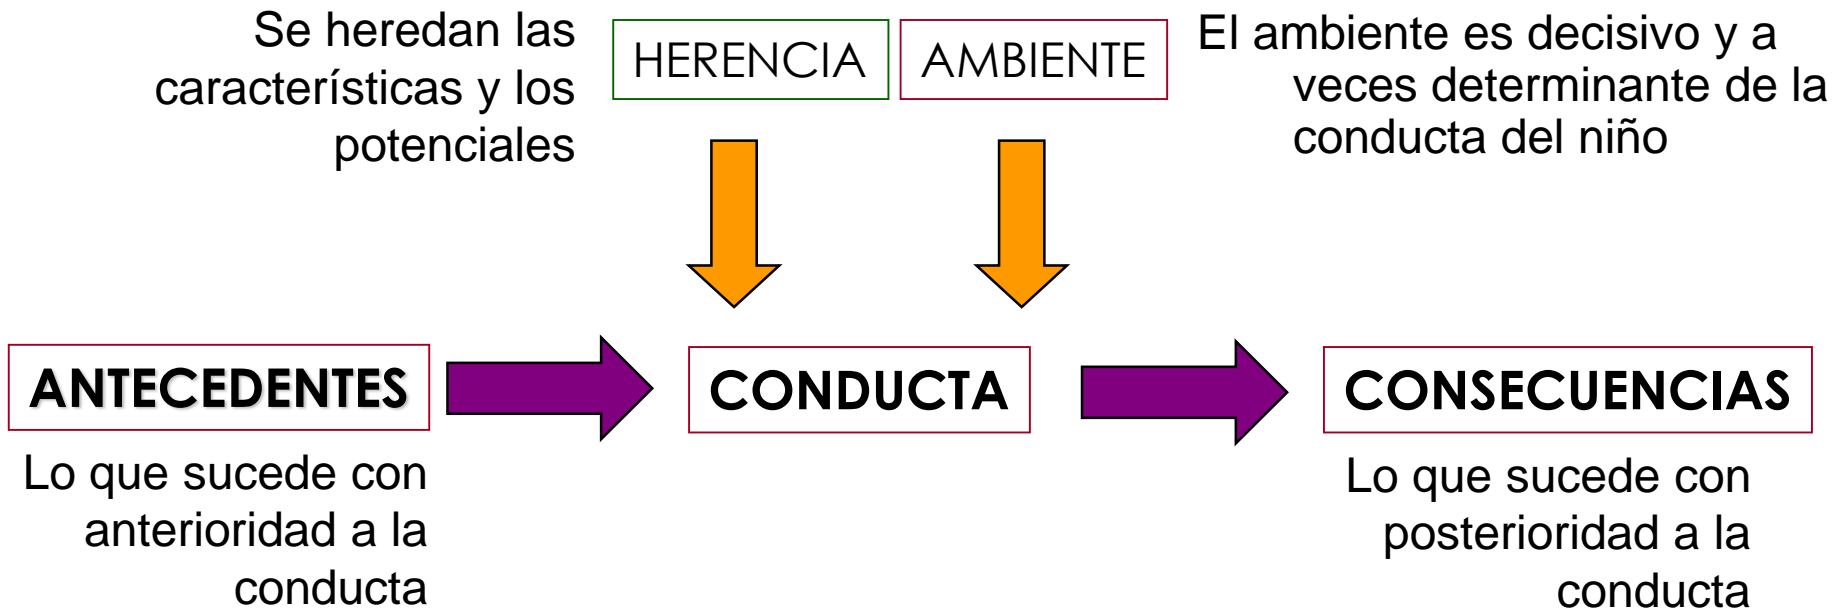 Se heredan las
características y los
potenciales
HERENCIA
AMBIENTE
El ambiente es decisivo y a
veces determinante de la
conducta del niño
ANTECEDENTES
CONDUCTA
CONSECUENCIAS
Lo que sucede con
anterioridad a la
conducta
Lo que sucede con
posterioridad a la
conducta